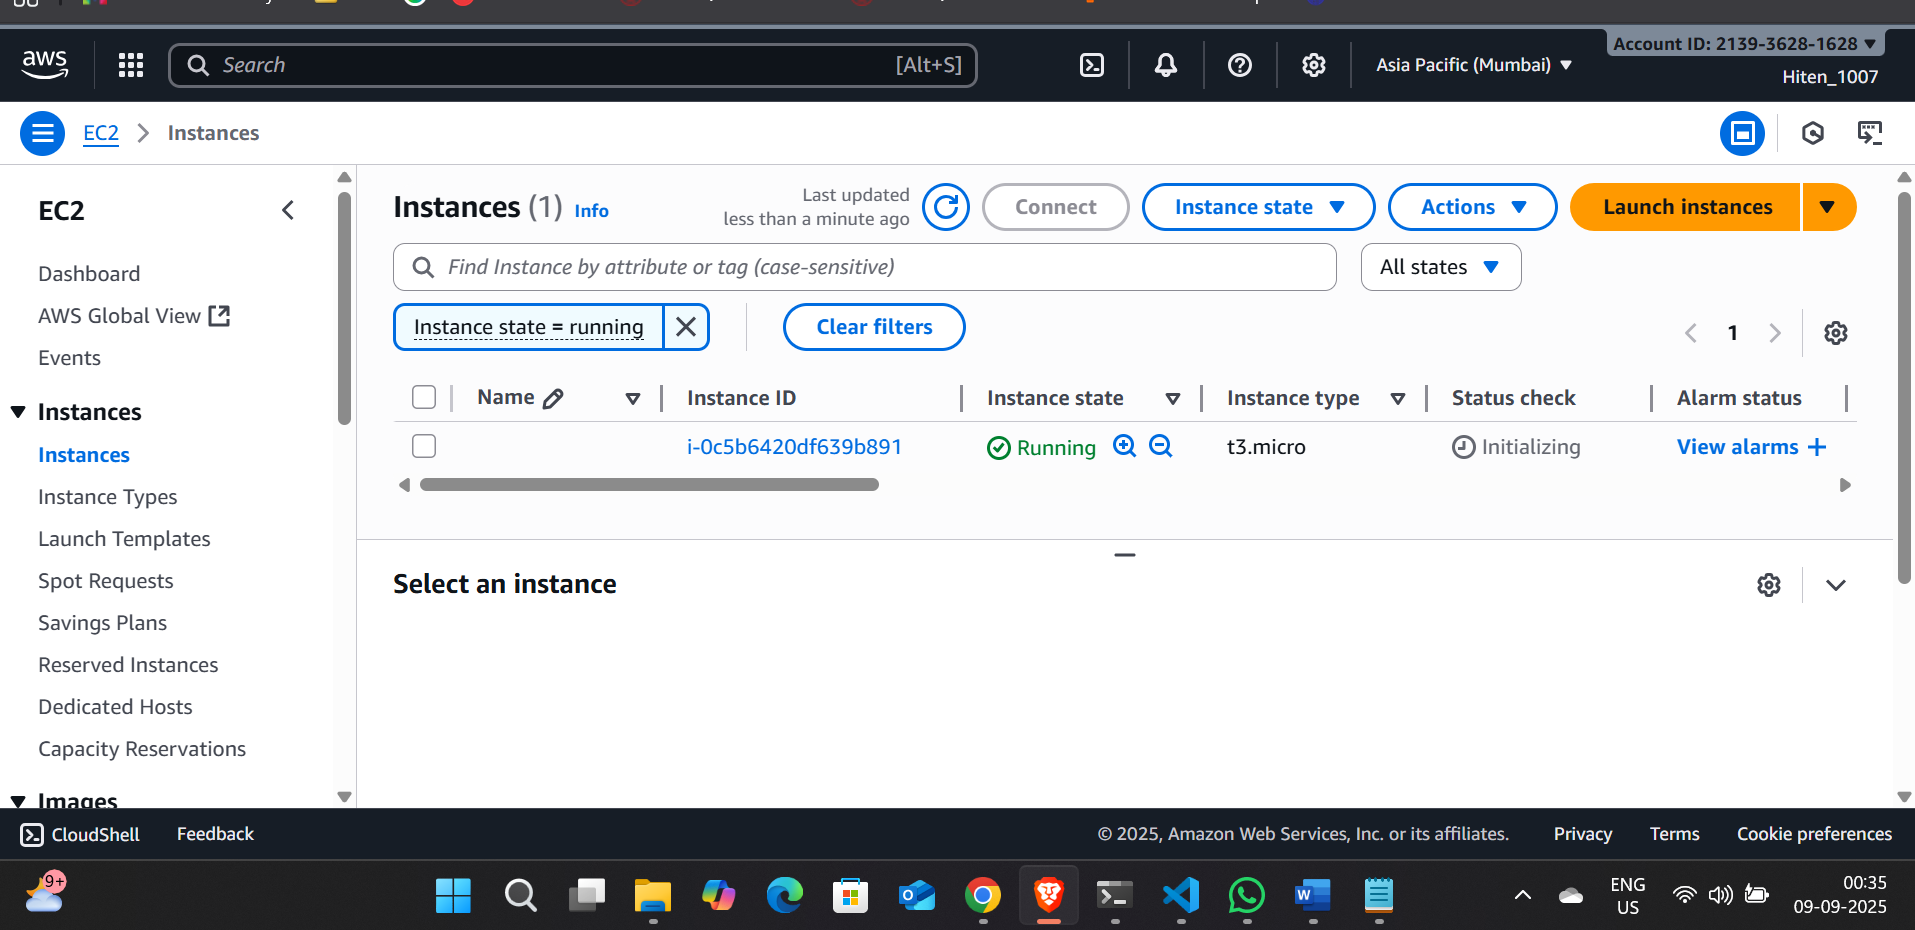 aws
Search
[Alt+S]
Asia Pacific (Mumbai)
Account ID: 2139-3628-1628
Hiten_1007
EC2
Instances
EC2
Dashboard
AWS Global View
Events
Instances
Instances
Instance Types
Launch Templates
Spot Requests
Savings Plans
Reserved Instances
Dedicated Hosts
Capacity Reservations
Images
Instances (1) Info
Last updated
less than a minute ago
Connect
Instance state
Actions
Launch instances
Find Instance by attribute or tag (case-sensitive)
All states
Instance state = running
Clear filters
1
Name Instance ID Instance state Instance type Status check Alarm status
i-0c5b6420df639b891 Running t3.micro Initializing View alarms +
Select an instance
CloudShell Feedback © 2025, Amazon Web Services, Inc. or its affiliates. Privacy Terms Cookie preferences
9+
ENG
US
00:35
09-09-2025